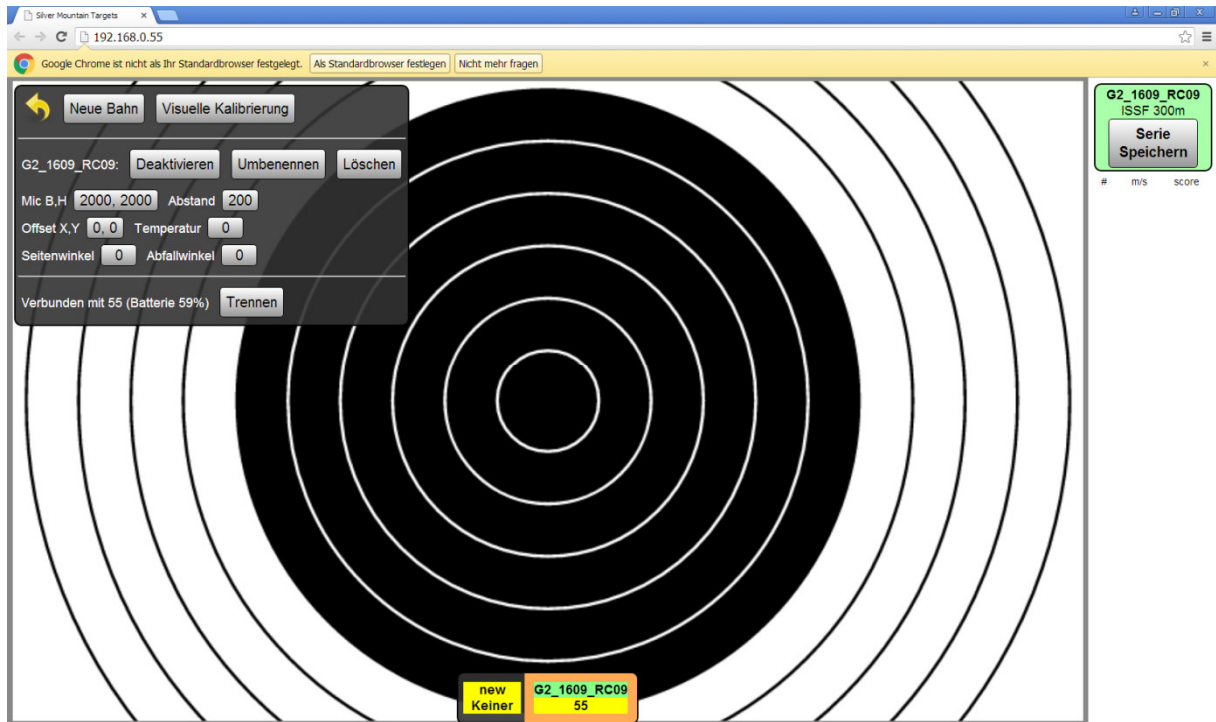 Silver Mountain Targets
192.168.0.55
Google Chrome ist nicht als Ihr Standardbrowser festgelegt. Als Standardbrowser festlegen Nicht mehr fragen
Neue Bahn Visuelle Kalibrierung
G2_1609_RC09: Deaktivieren Umbenennen Löschen
Mic B,H 2000, 2000 Abstand 200
Offset X,Y 0, 0 Temperatur 0
Seitenwinkel 0 Abfallwinkel 0
Verbunden mit 55 (Batterie 59%) Trennen
G2_1609_RC09
ISSF 300m
Serie
Speichern
# m/s score
new
Keiner
G2_1609_RC09
55